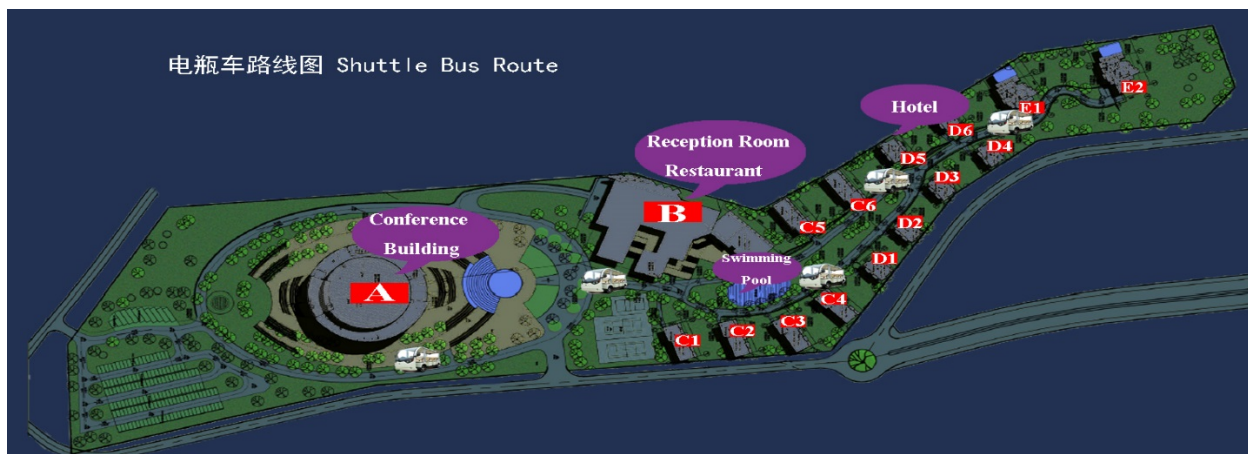 电瓶车路线图 Shuttle Bus Route
Hotel
Reception Room
Restaurant
Conference
Building
Swimming
Pool
A
B
C1
C2
C3
C4
C5
C6
D1
D2
D3
D4
D5
D6
E1
E2